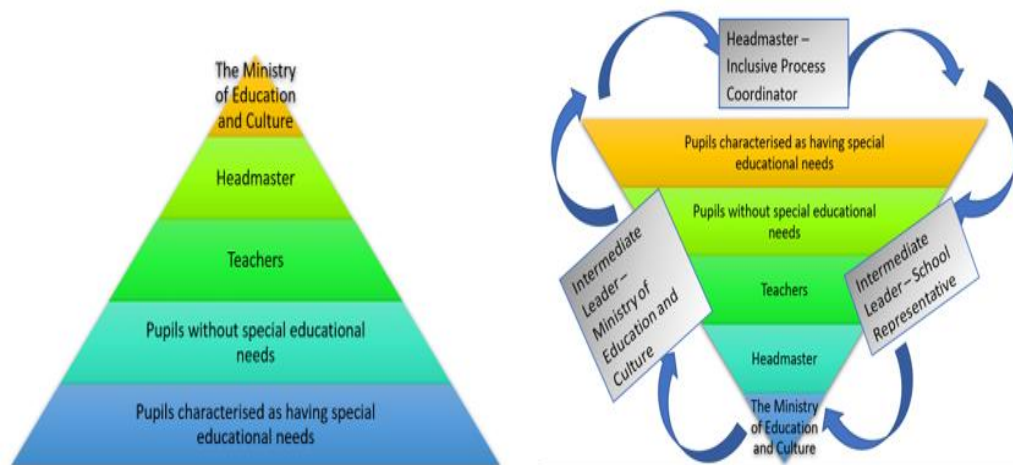 The Ministry
of Education
and Culture
Headmaster
Teachers
Pupils without special educational
needs
Pupils characterised as having special
educational needs
Headmaster –
Inclusive Process
Coordinator
Pupils characterised as having special
educational needs
Pupils without special educational
needs
Teachers
Headmaster
The Ministry
of Education
and Culture
Intermediate
Leader –
Ministry of
Education and
Culture
Intermediate
Leader – School
Representative